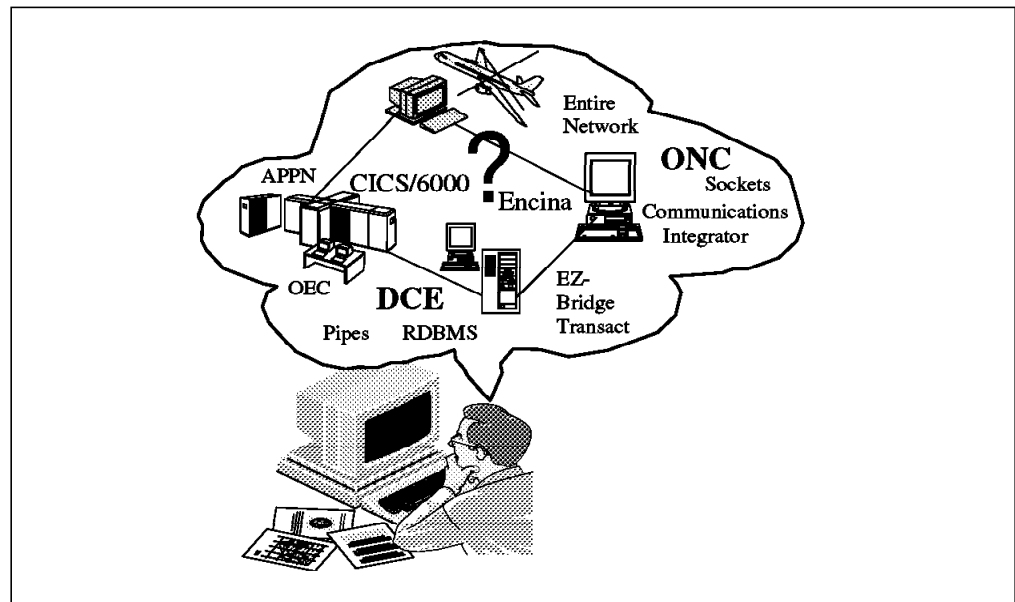 Entire
Network
ONC
APPN
CICS/6000
?
Sockets
Encina
Communications
Integrator
OEC
DCE
EZ-
Bridge
Transact
Pipes
RDBMS